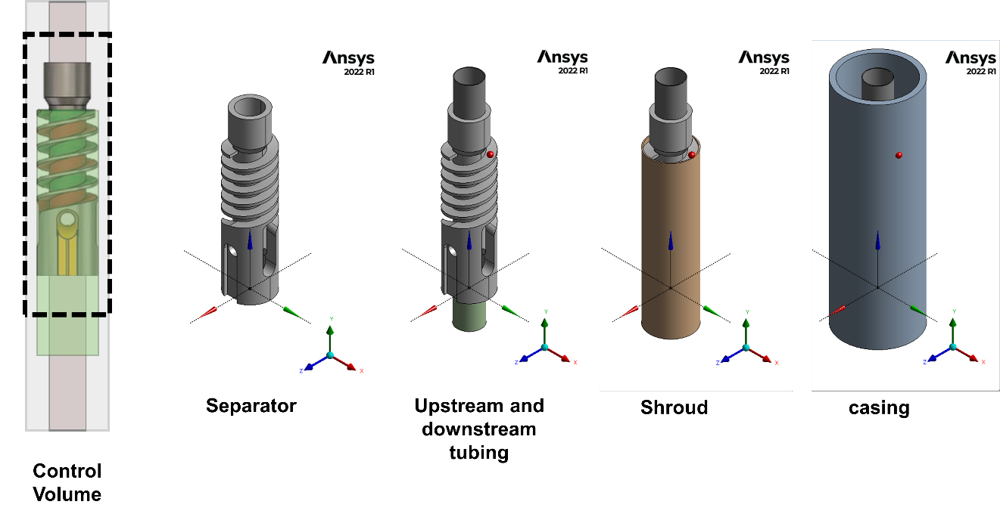 Ansys
2022 R1
Ansys
2022 R1
Ansys
2022 R1
Ansys
2022 R1
Y
Z
X
Y
Z
X
Y
Z
X
Y
Z
X
Separator
Upstream and
downstream
tubing
Shroud
casing
Control
Volume